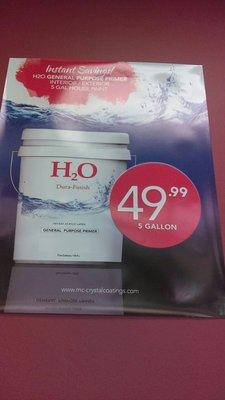 Instant Savings!
H2O GENERAL PURPOSE PRIMER
INTERIOR / EXTERIOR
5 GAL HOUSE PAINT
H2O
Dura-Finish
GENERAL PURPOSE PRIMER
49.99
5 GALLON
www.mc-crystalcoatings.com